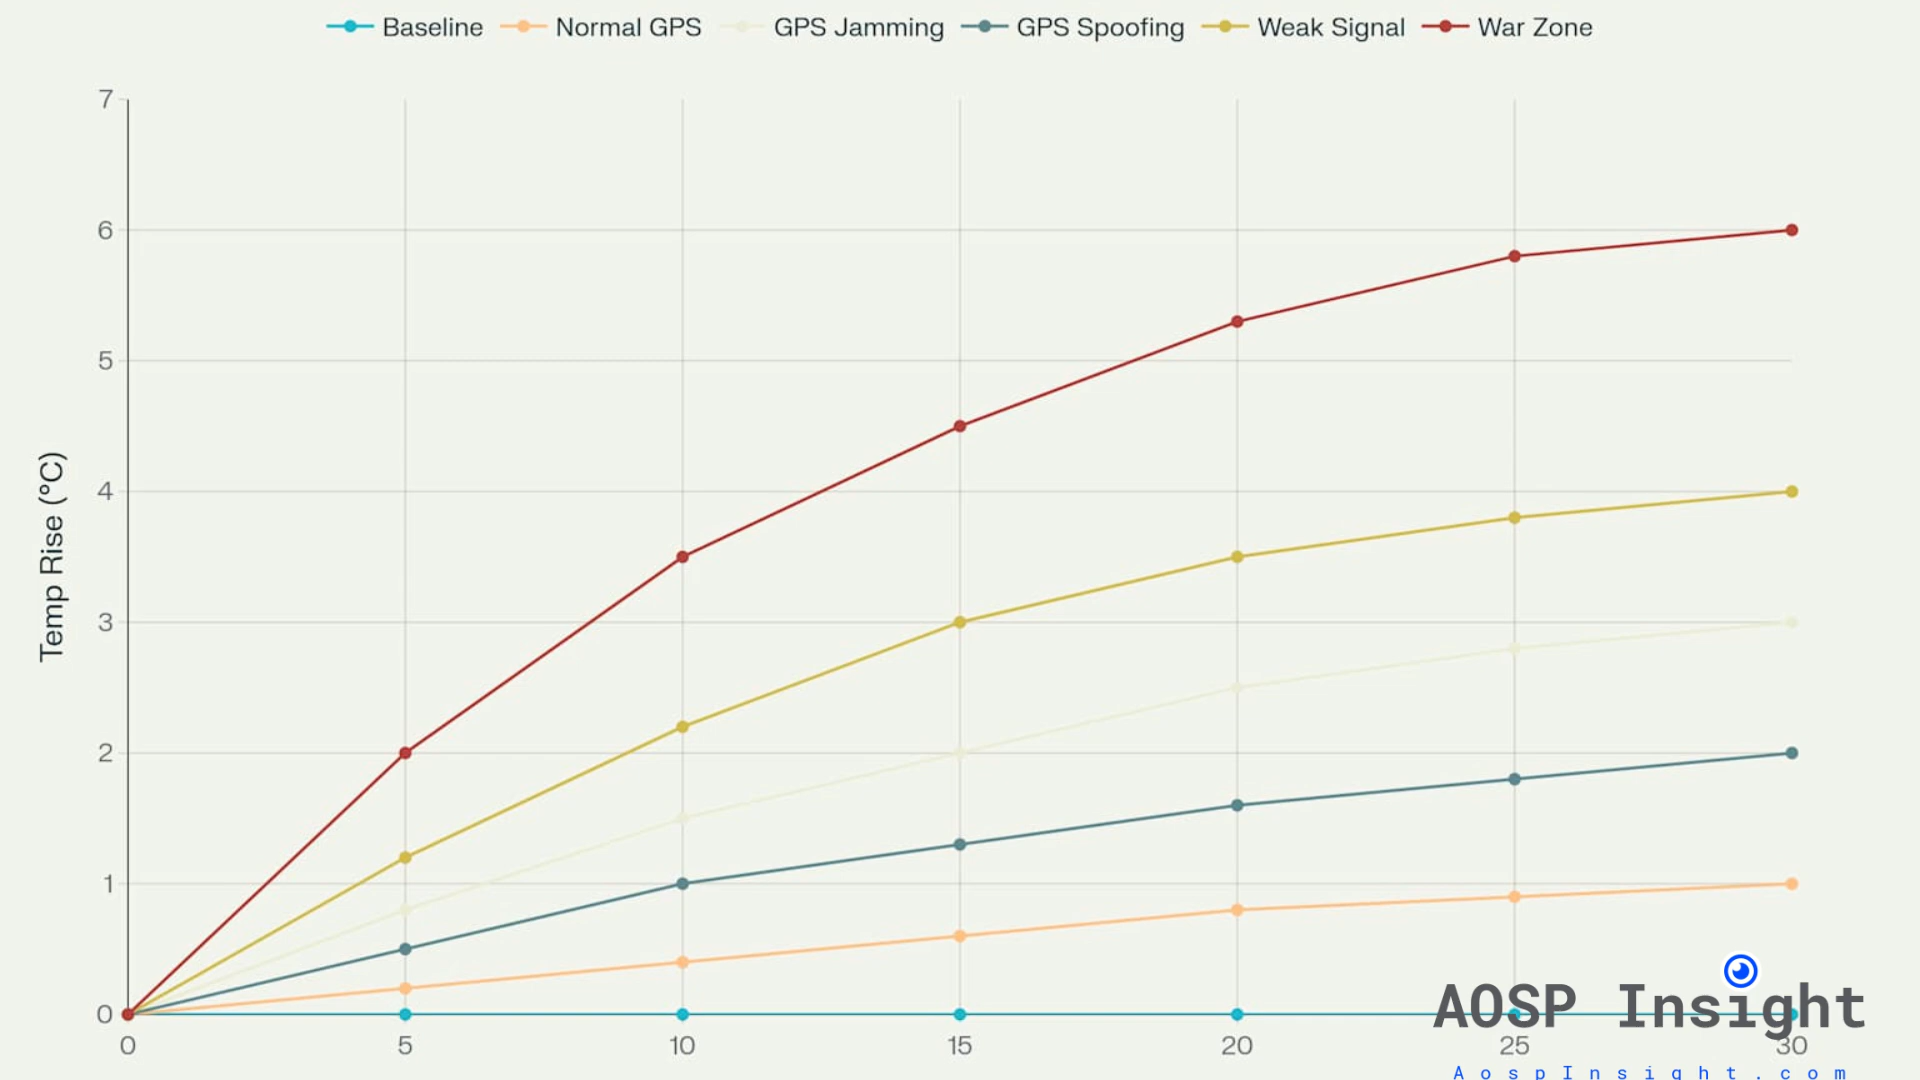 Baseline Normal GPS GPS Jamming GPS Spoofing Weak Signal War Zone
7
6
5
4
3
2
1
0
Temp Rise (°C)
0 5 10 15 20 25 30
AOSP Insight
AospInsight.com